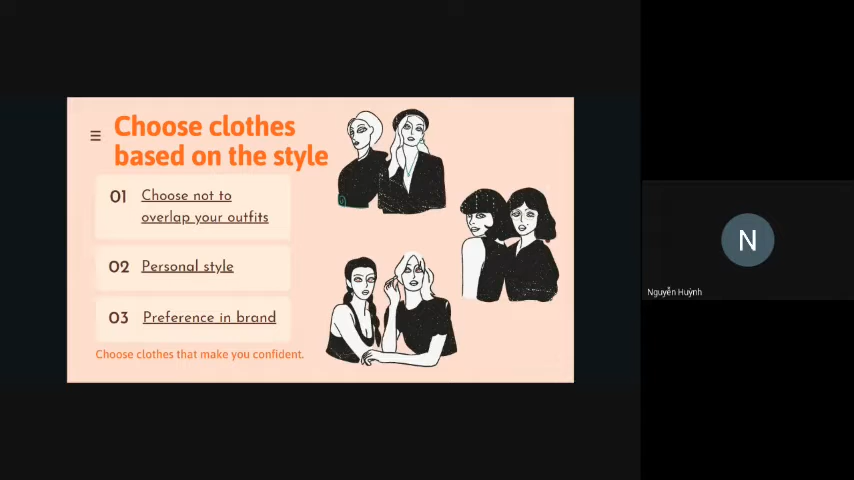 Choose clothes
based on the style
01 Choose not to
overlap your outfits
02 Personal style
03 Preference in brand
Choose clothes that make you confident.
N
Nguyễn Huỳnh